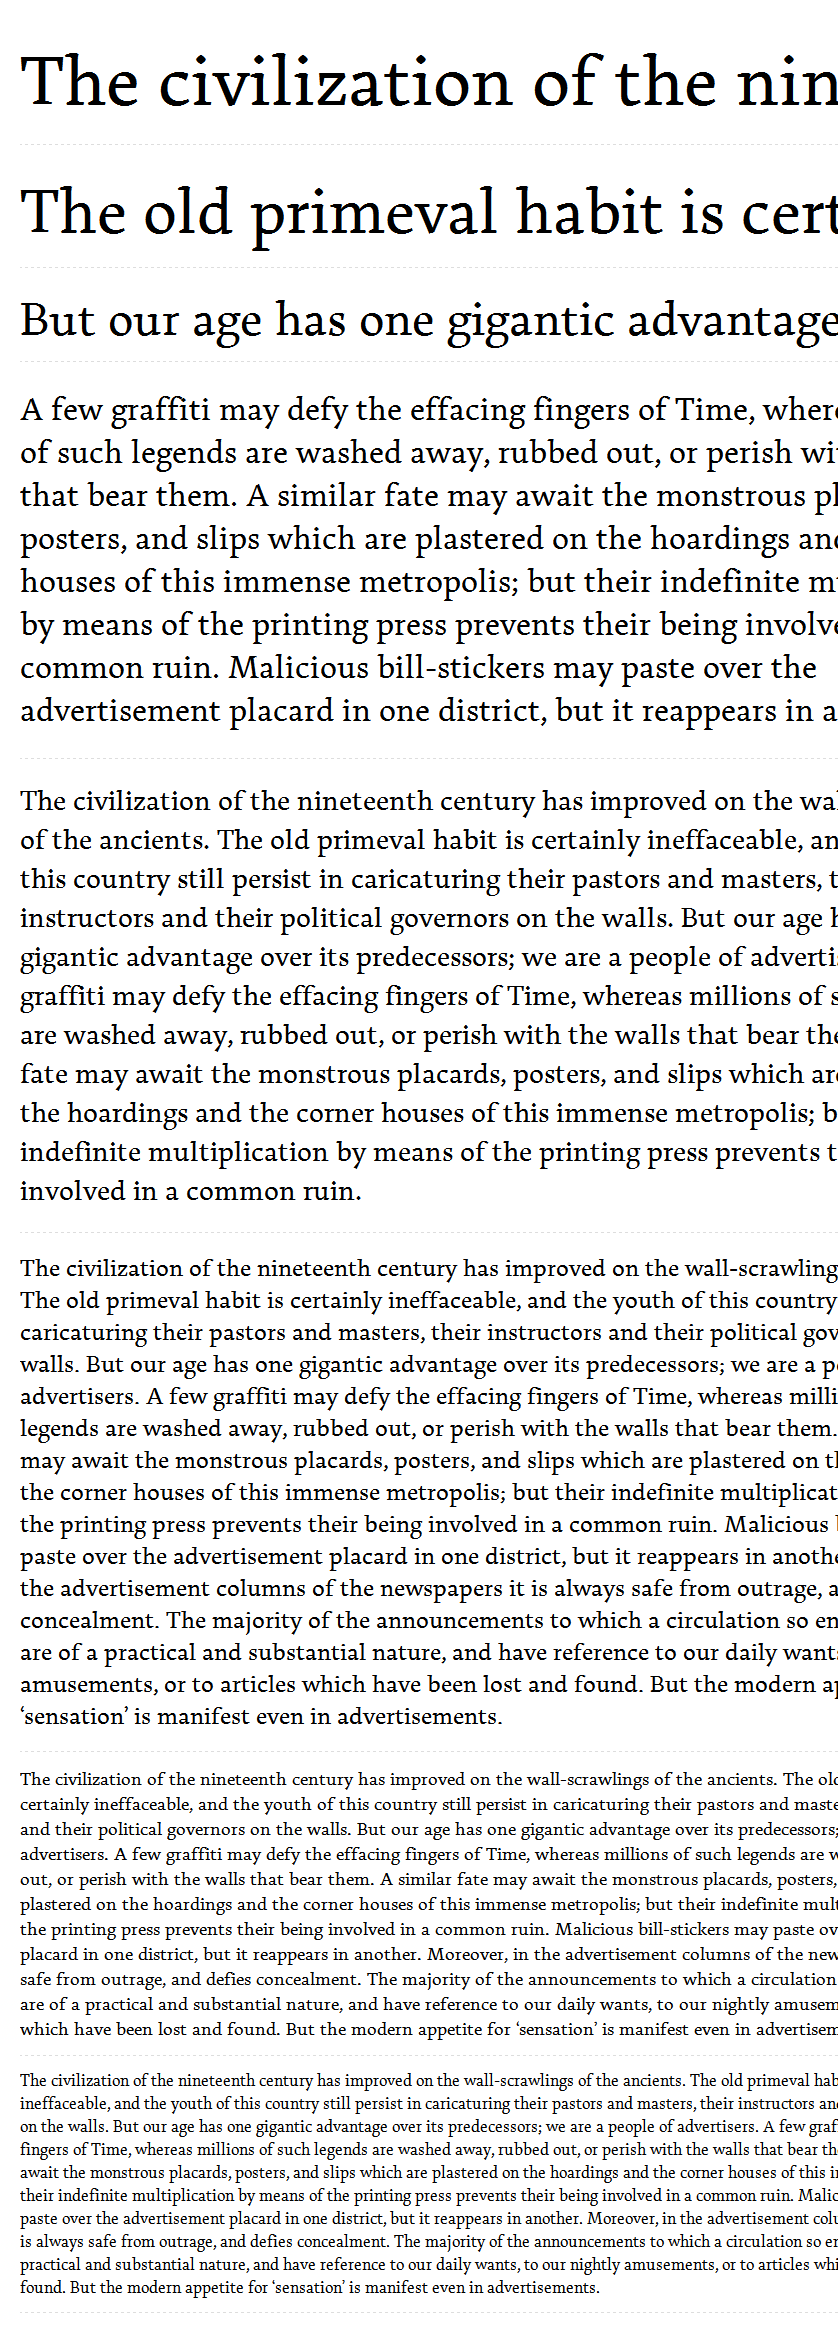 The civilization of the nin
The old primeval habit is cert
But our age has one gigantic advantage
A few graffiti may defy the effacing fingers of Time, where
of such legends are washed away, rubbed out, or perish wi
that bear them. A similar fate may await the monstrous pl
posters, and slips which are plastered on the hoardings and
houses of this immense metropolis; but their indefinite mu
by means of the printing press prevents their being involve
common ruin. Malicious bill-stickers may paste over the
advertisement placard in one district, but it reappears in a
The civilization of the nineteenth century has improved on the wal
of the ancients. The old primeval habit is certainly ineffaceable, an
this country still persist in caricaturing their pastors and masters, t
instructors and their political governors on the walls. But our age h
gigantic advantage over its predecessors; we are a people of adverti
graffiti may defy the effacing fingers of Time, whereas millions of s
are washed away, rubbed out, or perish with the walls that bear the
fate may await the monstrous placards, posters, and slips which are
the hoardings and the corner houses of this immense metropolis; b
indefinite multiplication by means of the printing press prevents t
involved in a common ruin.
The civilization of the nineteenth century has improved on the wall-scrawling
The old primeval habit is certainly ineffaceable, and the youth of this country
caricaturing their pastors and masters, their instructors and their political gov
walls. But our age has one gigantic advantage over its predecessors; we are a p
advertisers. A few graffiti may defy the effacing fingers of Time, whereas milli
legends are washed away, rubbed out, or perish with the walls that bear them.
may await the monstrous placards, posters, and slips which are plastered on th
the corner houses of this immense metropolis; but their indefinite multiplicat
the printing press prevents their being involved in a common ruin. Malicious b
paste over the advertisement placard in one district, but it reappears in anothe
the advertisement columns of the newspapers it is always safe from outrage, a
concealment. The majority of the announcements to which a circulation so en
are of a practical and substantial nature, and have reference to our daily wants
amusements, or to articles which have been lost and found. But the modern ap
‘sensation’ is manifest even in advertisements.
The civilization of the nineteenth century has improved on the wall-scrawlings of the ancients. The old
certainly ineffaceable, and the youth of this country still persist in caricaturing their pastors and maste
and their political governors on the walls. But our age has one gigantic advantage over its predecessors;
advertisers. A few graffiti may defy the effacing fingers of Time, whereas millions of such legends are w
out, or perish with the walls that bear them. A similar fate may await the monstrous placards, posters,
plastered on the hoardings and the corner houses of this immense metropolis; but their indefinite mult
the printing press prevents their being involved in a common ruin. Malicious bill-stickers may paste ov
placard in one district, but it reappears in another. Moreover, in the advertisement columns of the new
safe from outrage, and defies concealment. The majority of the announcements to which a circulation
are of a practical and substantial nature, and have reference to our daily wants, to our nightly amusem
which have been lost and found. But the modern appetite for ‘sensation’ is manifest even in advertisem
The civilization of the nineteenth century has improved on the wall-scrawlings of the ancients. The old primeval hab
ineffaceable, and the youth of this country still persist in caricaturing their pastors and masters, their instructors an
on the walls. But our age has one gigantic advantage over its predecessors; we are a people of advertisers. A few graf
fingers of Time, whereas millions of such legends are washed away, rubbed out, or perish with the walls that bear th
await the monstrous placards, posters, and slips which are plastered on the hoardings and the corner houses of this i
their indefinite multiplication by means of the printing press prevents their being involved in a common ruin. Malic
paste over the advertisement placard in one district, but it reappears in another. Moreover, in the advertisement colu
is always safe from outrage, and defies concealment. The majority of the announcements to which a circulation so en
practical and substantial nature, and have reference to our daily wants, to our nightly amusements, or to articles whi
found. But the modern appetite for ‘sensation’ is manifest even in advertisements.